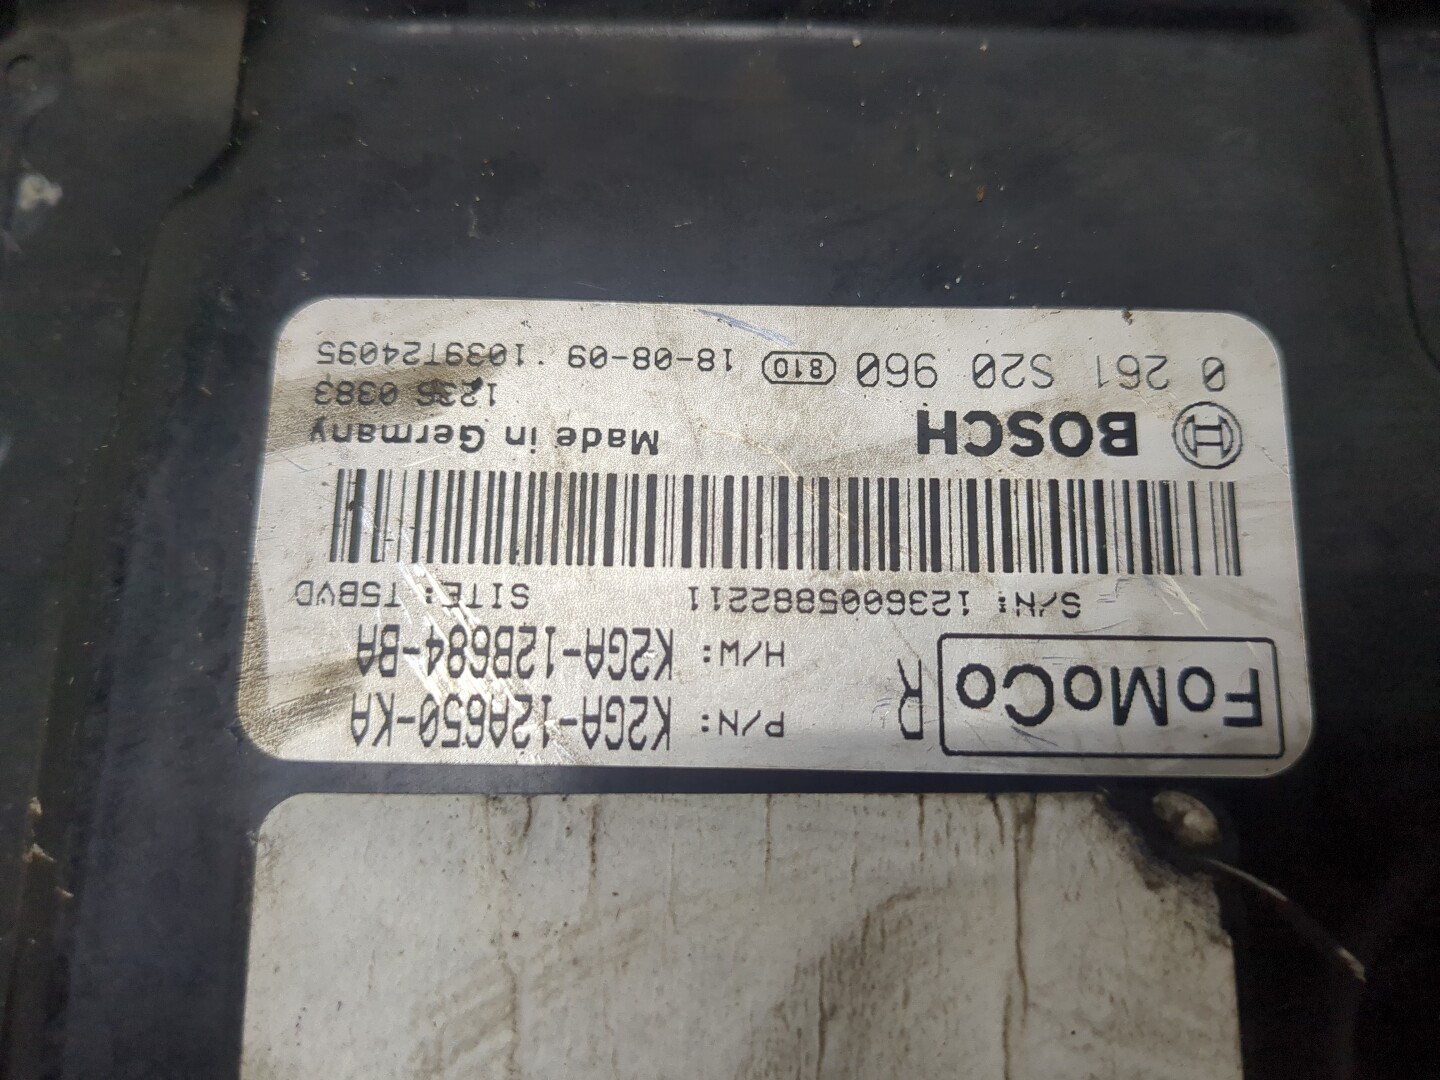 FoMoCo R P/N: K2GA-12A650-KA
H/W: K2GA-12B684-BA
S/N: 1236005882211 SITE: T5BVD
BOSCH Made in Germany
1236 0383
0 261 S20 960 810 18-08-09 1039T24095